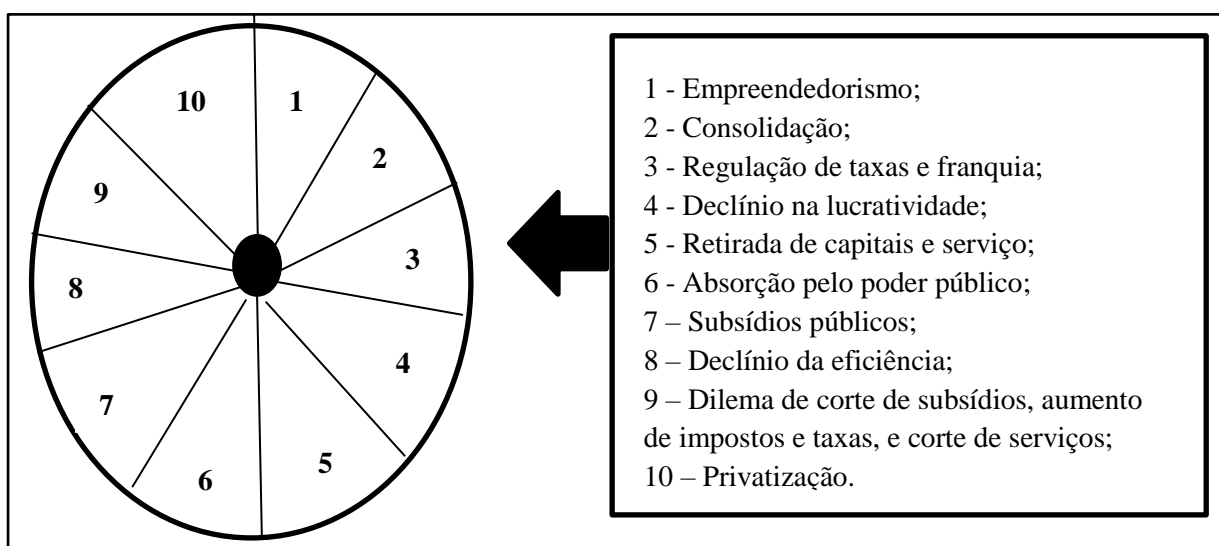 10
1
2
9
3
8
4
7
5
6
1 - Empreendedorismo;
2 - Consolidação;
3 - Regulação de taxas e franquia;
4 - Declínio na lucratividade;
5 - Retirada de capitais e serviço;
6 - Absorção pelo poder público;
7 – Subsídios públicos;
8 – Declínio da eficiência;
9 – Dilema de corte de subsídios, aumento
de impostos e taxas, e corte de serviços;
10 – Privatização.